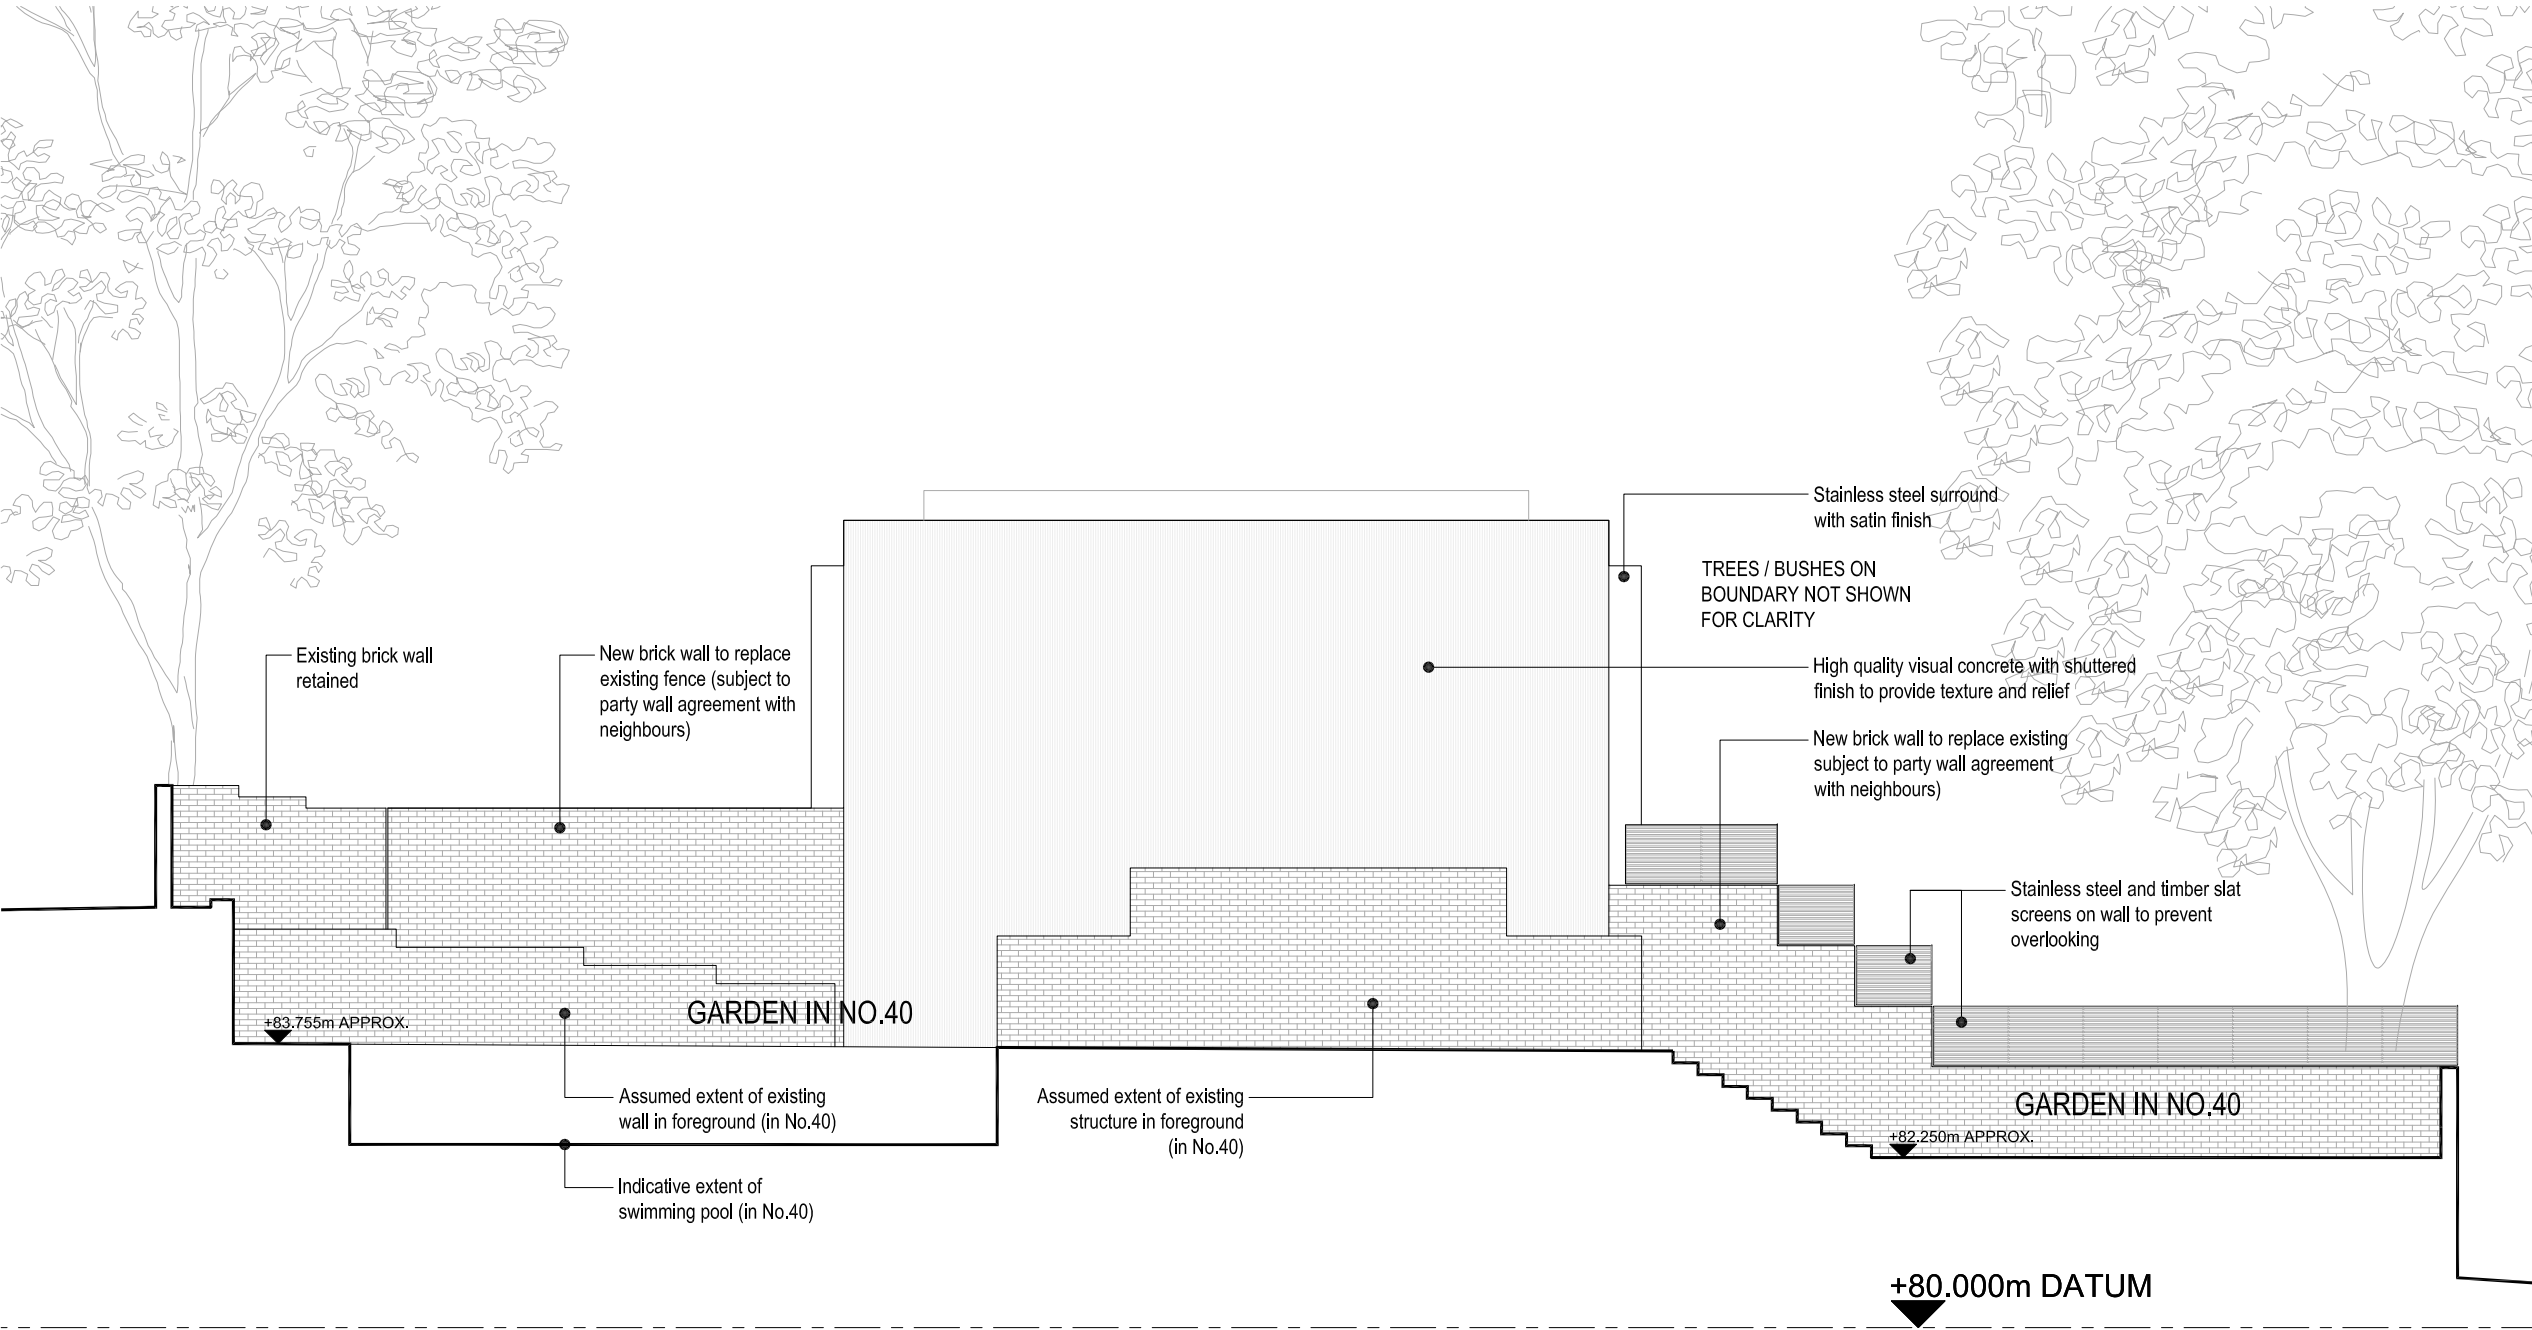 Stainless steel surround
with satin finish
TREES / BUSHES ON
BOUNDARY NOT SHOWN
FOR CLARITY
Existing brick wall
retained
New brick wall to replace
existing fence (subject to
party wall agreement with
neighbours)
High quality visual concrete with shuttered
finish to provide texture and relief
New brick wall to replace existing
subject to party wall agreement
with neighbours)
Stainless steel and timber slat
screens on wall to prevent
overlooking
GARDEN IN NO.40
+83.755m APPROX.
Assumed extent of existing
wall in foreground (in No.40)
Assumed extent of existing
structure in foreground
(in No.40)
GARDEN IN NO.40
+82.250m APPROX.
Indicative extent of
swimming pool (in No.40)
+80.000m DATUM